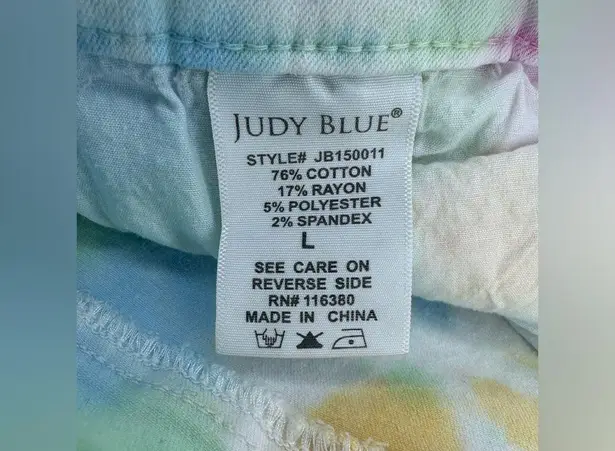 JUDY BLUE®
STYLE# JB150011
76% COTTON
17% RAYON
5% POLYESTER
2% SPANDEX
L
SEE CARE ON
REVERSE SIDE
RN# 116380
MADE IN CHINA